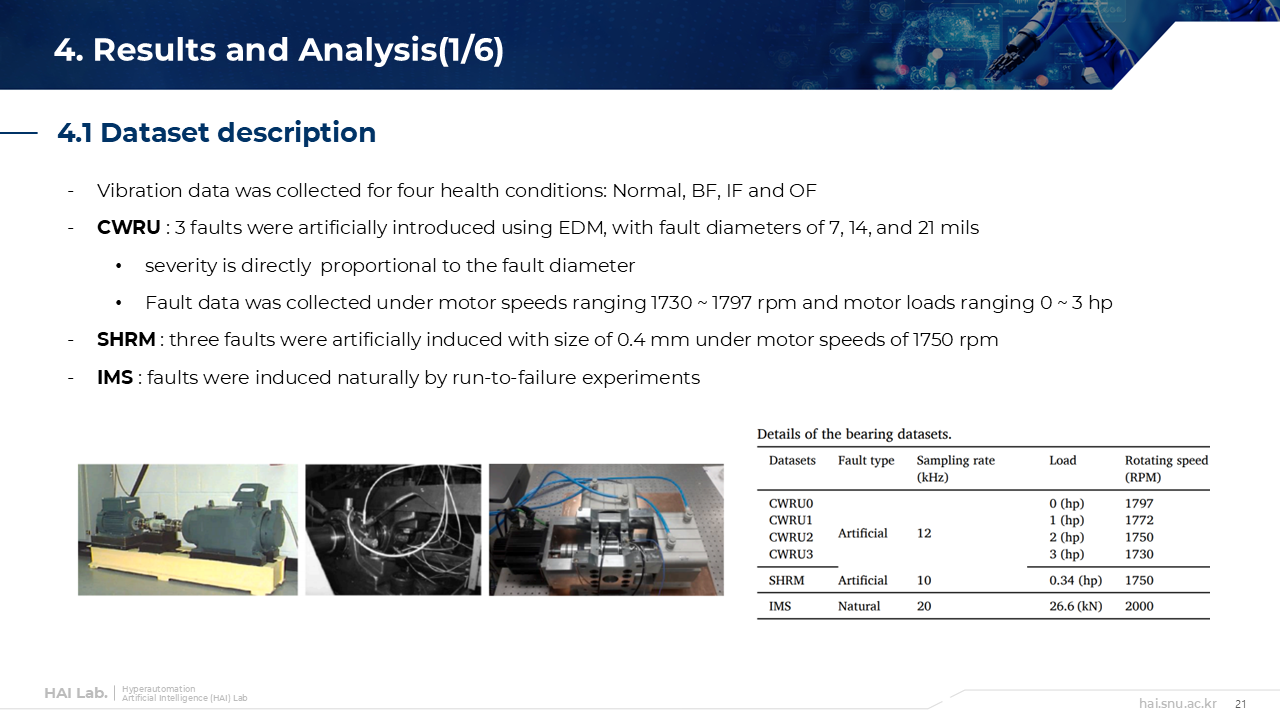 4. Results and Analysis(1/6)
4.1 Dataset description
- Vibration data was collected for four health conditions: Normal, BF, IF and OF
- CWRU : 3 faults were artificially introduced using EDM, with fault diameters of 7, 14, and 21 mils
• severity is directly  proportional to the fault diameter
• Fault data was collected under motor speeds ranging 1730 ~ 1797 rpm and motor loads ranging 0 ~ 3 hp
- SHRM : three faults were artificially induced with size of 0.4 mm under motor speeds of 1750 rpm
- IMS : faults were induced naturally by run-to-failure experiments
Details of the bearing datasets.
Datasets Fault type Sampling rate Load Rotating speed
(kHz) (RPM)
CWRU0 0 (hp) 1797
CWRU1 1 (hp) 1772
Artificial 12
CWRU2 2 (hp) 1750
CWRU3 3 (hp) 1730
SHRM Artificial 10 0.34 (hp) 1750
IMS Natural 20 26.6 (kN) 2000
HAI Lab.
Hyperautomation
Artificial Intelligence (HAI) Lab
hai.snu.ac.kr 21